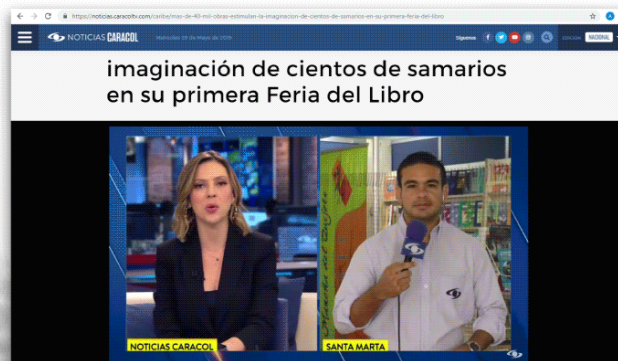 https://noticias.caracoltv.com/caribe/mas-de-40-mil-obras-estimulan-la-imaginacion-de-cientos-de-samarios-en-su-primera-feria-del-libro
NOTICIAS CARACOL
Miércoles 29 de Mayo de 2019
Síguenos
EDICIÓN NACIONAL
imaginación de cientos de samarios
en su primera Feria del Libro
NOTICIAS CARACOL
SANTA MARTA